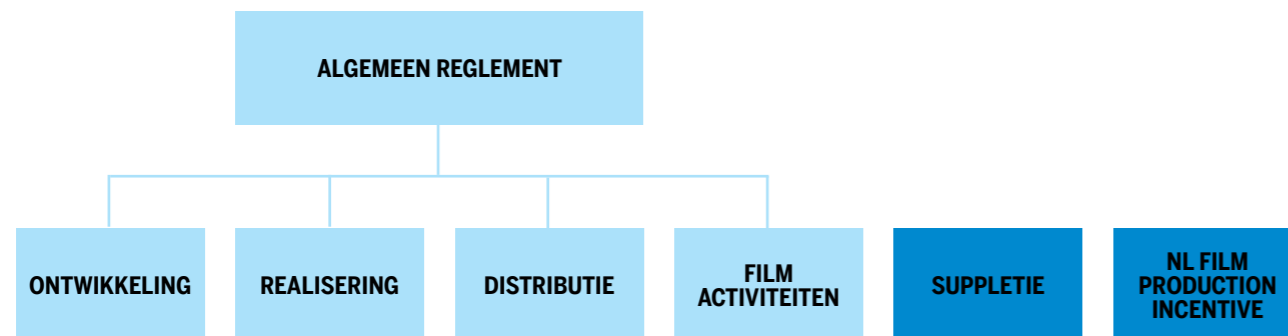 ALGEMEEN REGLEMENT
ONTWIKKELING
REALISERING
DISTRIBUTIE
FILM
ACTIVITEITEN
SUPPLETIE
NL FILM
PRODUCTION
INCENTIVE